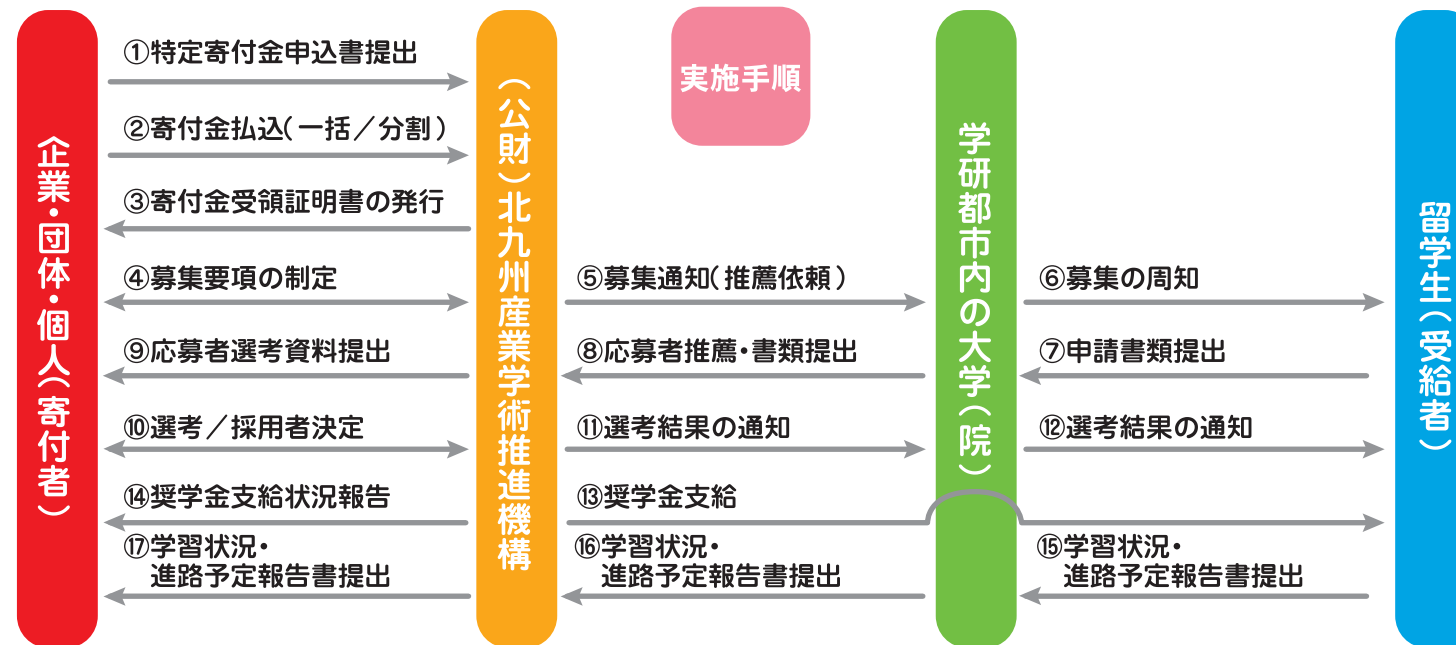 実施手順
企業・団体・個人(寄付者)
(公財)北九州産業学術推進機構
学研都市内の大学(院)
留学生(受給者)
①特定寄付金申込書提出
②寄付金払込(一括/分割)
③寄付金受領証明書の発行
④募集要項の制定
⑤募集通知(推薦依頼)
⑥募集の周知
⑨応募者選考資料提出
⑧応募者推薦・書類提出
⑦申請書類提出
⑩選考/採用者決定
⑪選考結果の通知
⑫選考結果の通知
⑭奨学金支給状況報告
⑬奨学金支給
⑰学習状況・
進路予定報告書提出
⑯学習状況・
進路予定報告書提出
⑮学習状況・
進路予定報告書提出